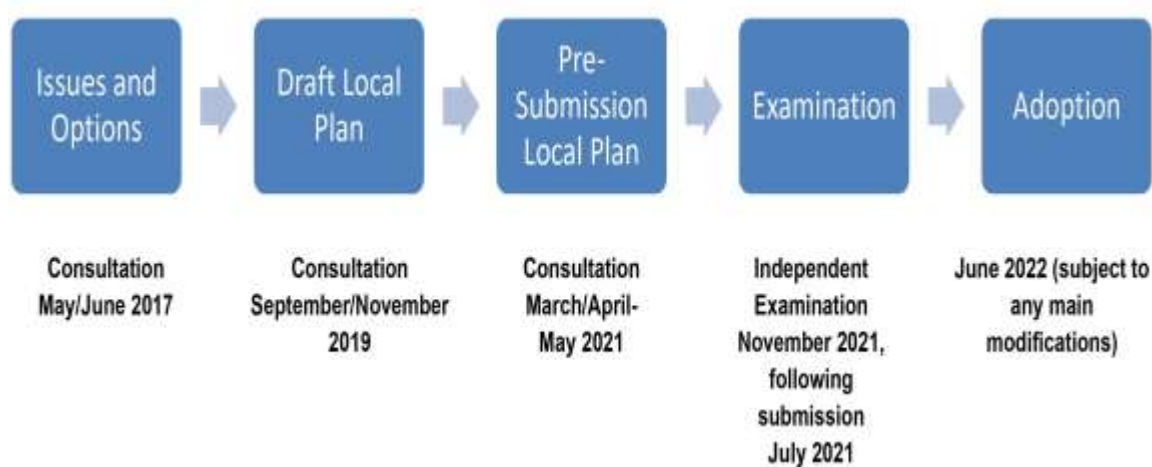 Issues and
Options
Draft Local
Plan
Pre-
Submission
Local Plan
Examination
Adoption
Consultation
May/June 2017
Consultation
September/November
2019
Consultation
March/April-
May 2021
Independent
Examination
November 2021,
following
submission
July 2021
June 2022 (subject to
any main
modifications)